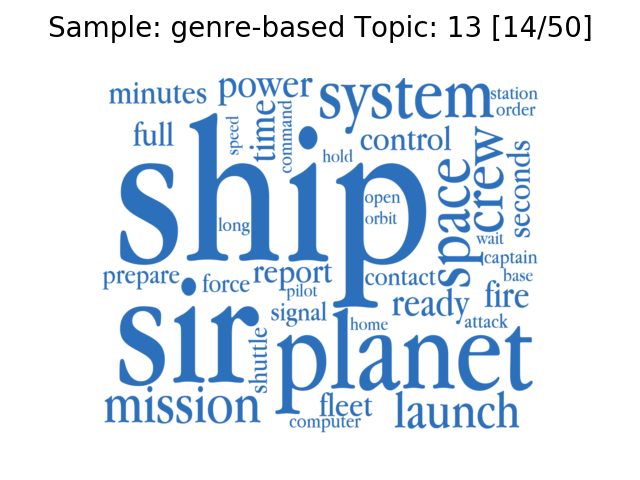 Sample: genre-based Topic: 13 [14/50]
minutes power system station
order
full speed time command control
hold
ship
space crew seconds
open
orbit
long
wait
captain
base
prepare force report contact
pilot
ready fire
signal home attack
sir shuttle planet
mission fleet launch
computer